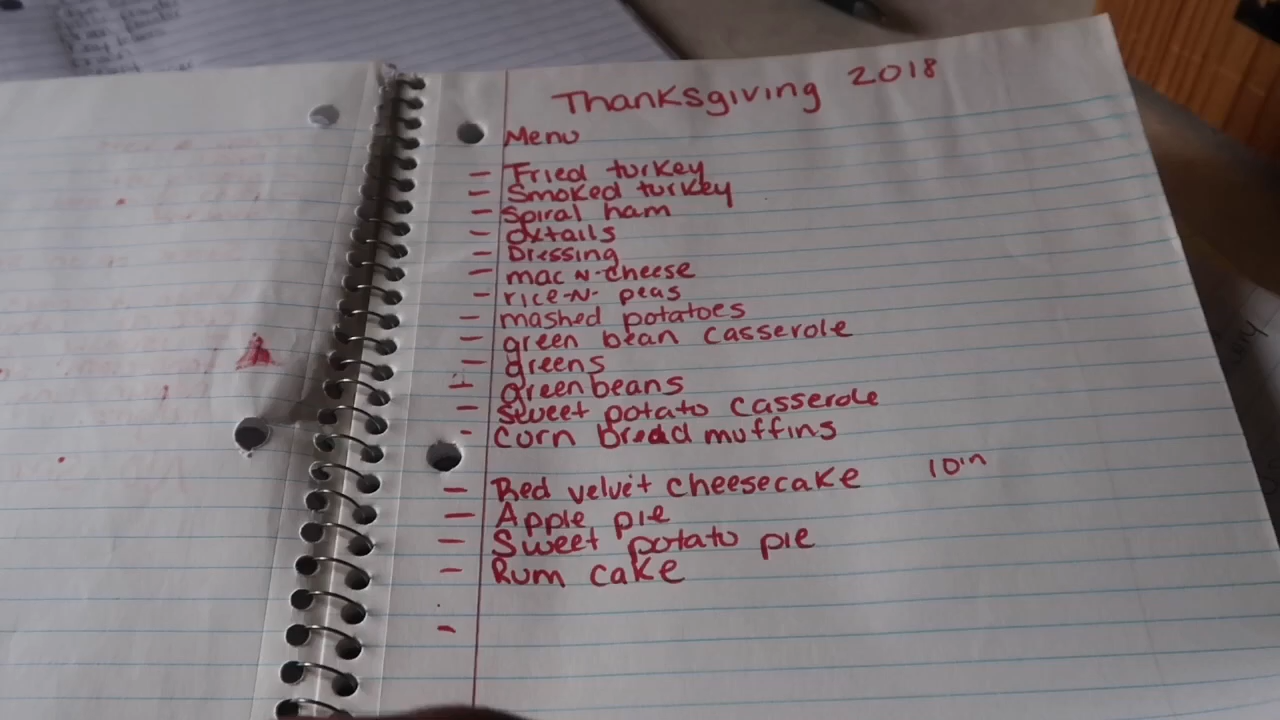 Thanksgiving 2018
Menu
- Fried turkey
- Smoked turkey
- Spiral ham
- oxtails
- Dressing
- mac N-cheese
- rice-N- peas
- mashed potatoes
- green bean casserole
- greens
- green beans
- sweet potato casserole
- corn bread muffins
- Red velvet cheesecake 10in
- Apple pie
- Sweet potato pie
- Rum cake
-